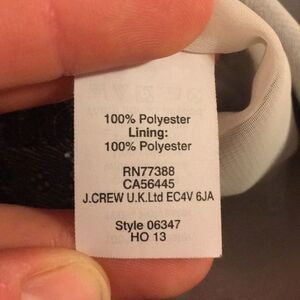 100% Polyester
Lining:
100% Polyester
RN77388
CA56445
J.CREW U.K.Ltd EC4V 6JA
Style 06347
HO 13